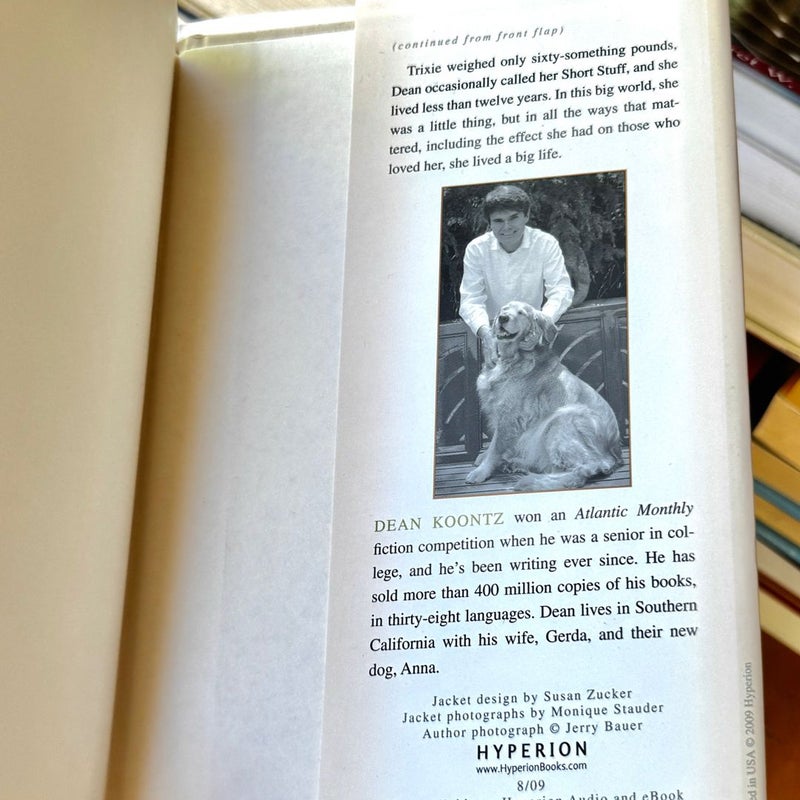 (continued from front flap)
Trixie weighed only sixty-something pounds,
Dean occasionally called her Short Stuff, and she
lived less than twelve years. In this big world, she
was a little thing, but in all the ways that mat-
tered, including the effect she had on those who
loved her, she lived a big life.
DEAN KOONTZ won an Atlantic Monthly
fiction competition when he was a senior in col-
lege, and he's been writing ever since. He has
sold more than 400 million copies of his books,
in thirty-eight languages. Dean lives in Southern
California with his wife, Gerda, and their new
dog, Anna.
Jacket design by Susan Zucker
Jacket photographs by Monique Stauder
Author photograph © Jerry Bauer
HYPERION
www.HyperionBooks.com
8/09
Hyperion Audio and eBook
in USA © 2009 Hyperion